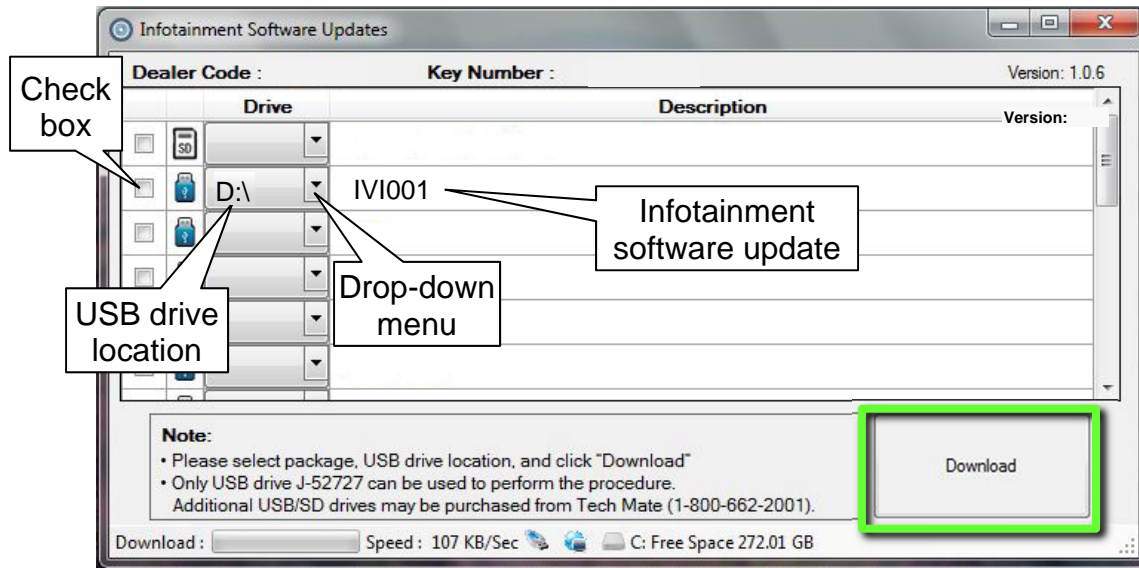 Infotainment Software Updates
Dealer Code :
Key Number :
Version: 1.0.6
Check
box
Drive
Description
Version:
SD
D:\
IVI001
Infotainment
software update
USB drive
location
Drop-down
menu
Note:
• Please select package, USB drive location, and click "Download"
• Only USB drive J-52727 can be used to perform the procedure.
Additional USB/SD drives may be purchased from Tech Mate (1-800-662-2001).
Download
Download :
Speed : 107 KB/Sec
C: Free Space 272.01 GB